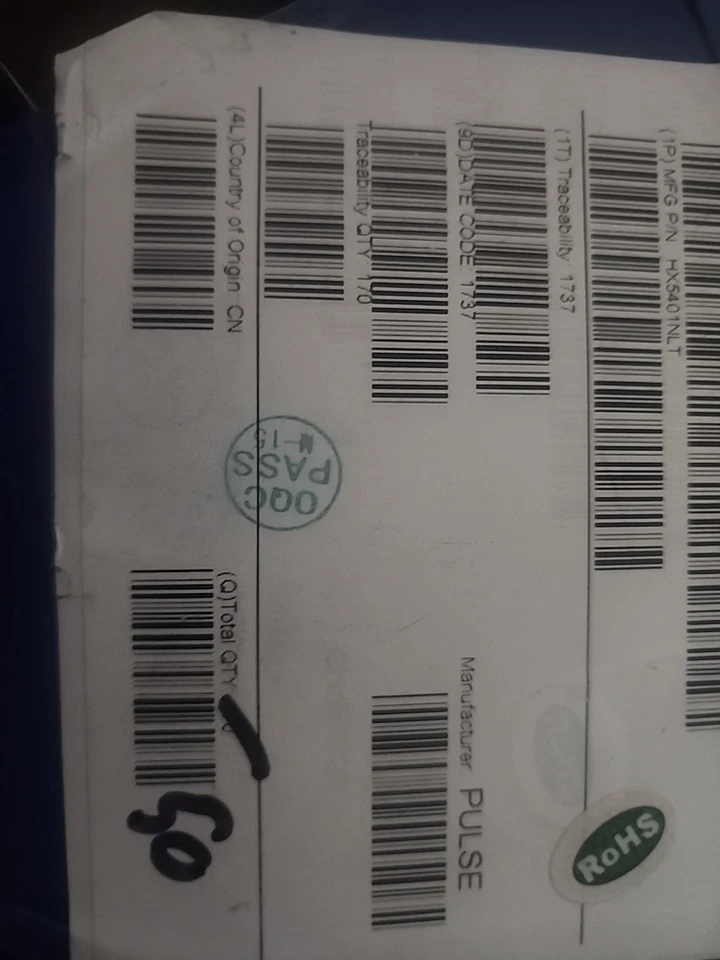 (1P) MFG P/N HX5401NLT
(1T) Traceability 1737
RoHS
(9D)DATE CODE: 1737
Manufacturer: PULSE
Traceability QTY: 170
OQC
PASS
(4L)Country of Origin CN
(Q)Total QTY
50